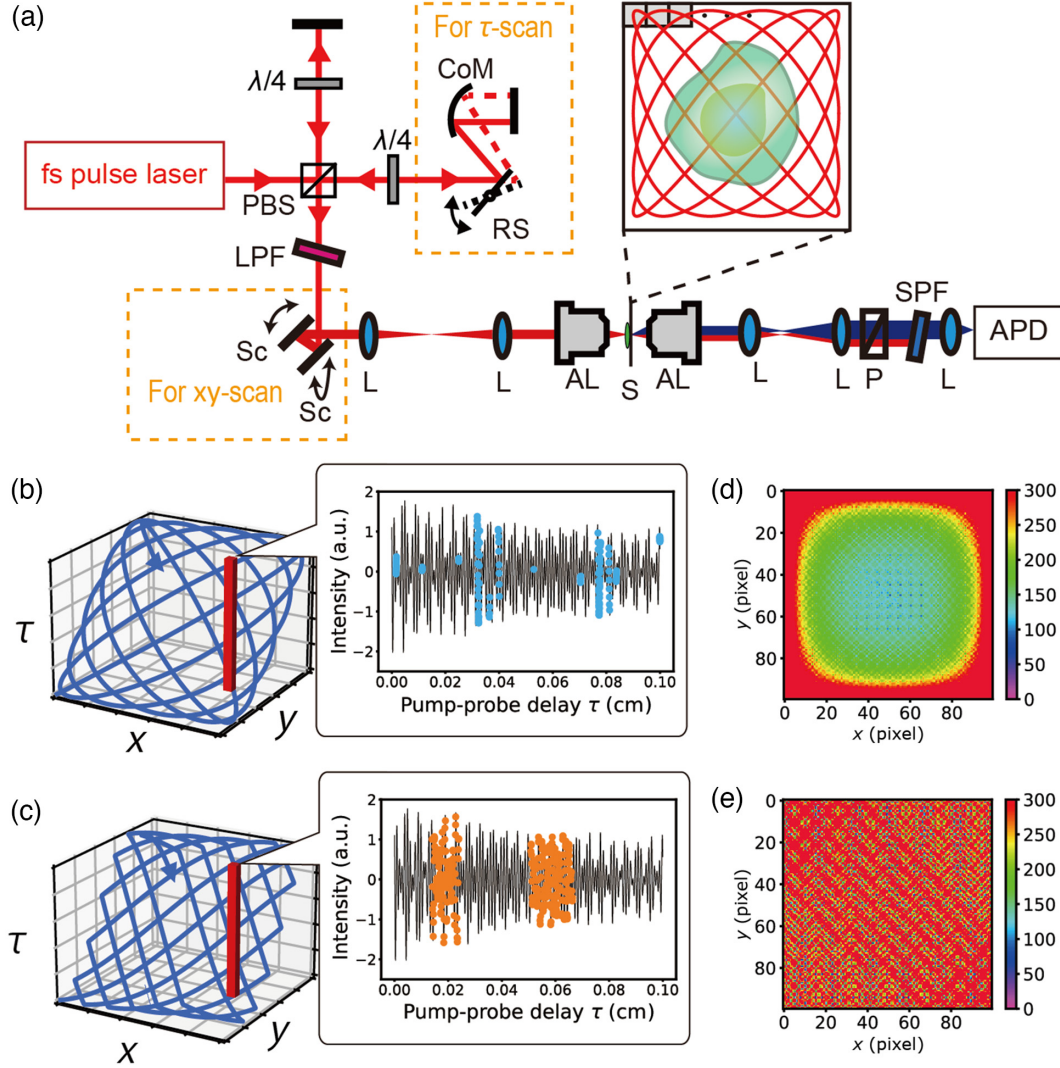 (a)
For τ-scan
CoM
λ/4
λ/4
fs pulse laser
PBS
RS
LPF
Sc
Sc
For xy-scan
L
L
AL
S
AL
L
L
P
SPF
L
APD
(b)
τ
x
y
Intensity (a.u.)
2
1
0
−1
−2
0.00 0.02 0.04 0.06 0.08 0.10
Pump-probe delay τ (cm)
(d)
y (pixel)
0
20
40
60
80
0 20 40 60 80
x (pixel)
300
250
200
150
100
50
0
(c)
τ
x
y
Intensity (a.u.)
2
1
0
−1
−2
0.00 0.02 0.04 0.06 0.08 0.10
Pump-probe delay τ (cm)
(e)
y (pixel)
0
20
40
60
80
0 20 40 60 80
x (pixel)
300
250
200
150
100
50
0